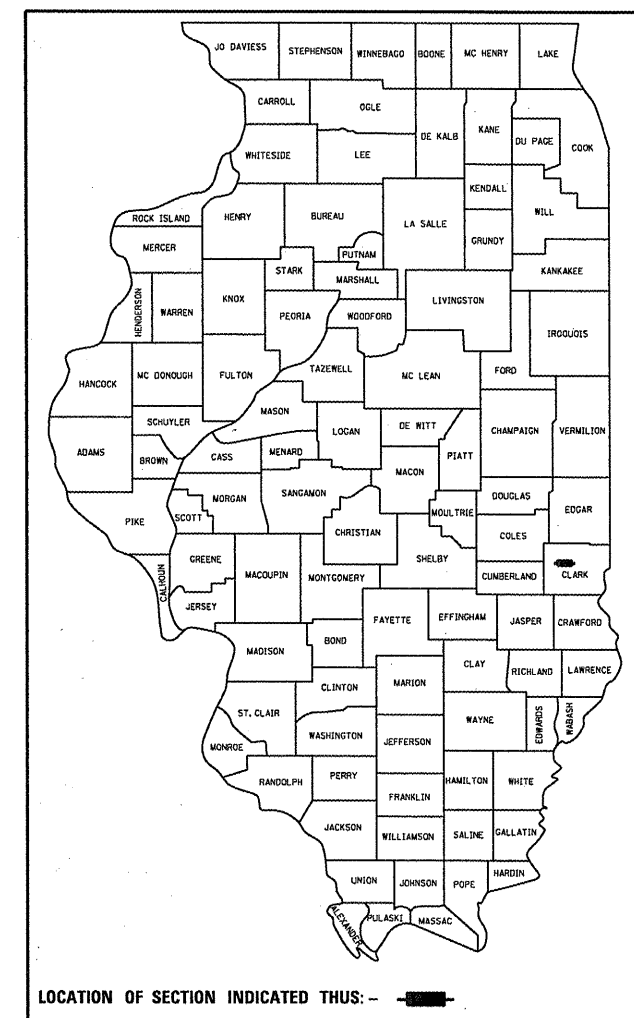 JO DAVIESS
STEPHENSON
WINNEBAGO
BOONE
MC HENRY
LAKE
CARROLL
OGLE
DE KALB
KANE
DU PAGE
COOK
WHITESIDE
LEE
KENDALL
WILL
ROCK ISLAND
HENRY
BUREAU
LA SALLE
GRUNDY
MERCER
PUTNAM
KANKAKEE
STARK
MARSHALL
HENDERSON
WARREN
KNOX
PEORIA
WOODFORD
LIVINGSTON
IROQUOIS
HANCOCK
MC DONOUGH
FULTON
TAZEWELL
MC LEAN
FORD
MASON
SCHUYLER
LOGAN
DE WITT
CHAMPAIGN
VERMILION
ADAMS
BROWN
CASS
MENARD
MACON
PIATT
PIKE
SCOTT
MORGAN
SANGAMON
MOULTRIE
DOUGLAS
EDGAR
CHRISTIAN
COLES
SHELBY
GREENE
CALHOUN
MACOUPIN
MONTGOMERY
CUMBERLAND
CLARK
JERSEY
FAYETTE
EFFINGHAM
JASPER
CRAWFORD
MADISON
BOND
CLAY
RICHLAND
LAWRENCE
CLINTON
MARION
ST. CLAIR
WAYNE
EDWARDS
WABASH
WASHINGTON
MONROE
JEFFERSON
RANDOLPH
PERRY
HAMILTON
WHITE
FRANKLIN
JACKSON
WILLIAMSON
SALINE
GALLATIN
UNION
JOHNSON
POPE
HARDIN
ALEXANDER
PULASKI
MASSAC
LOCATION OF SECTION INDICATED THUS: –